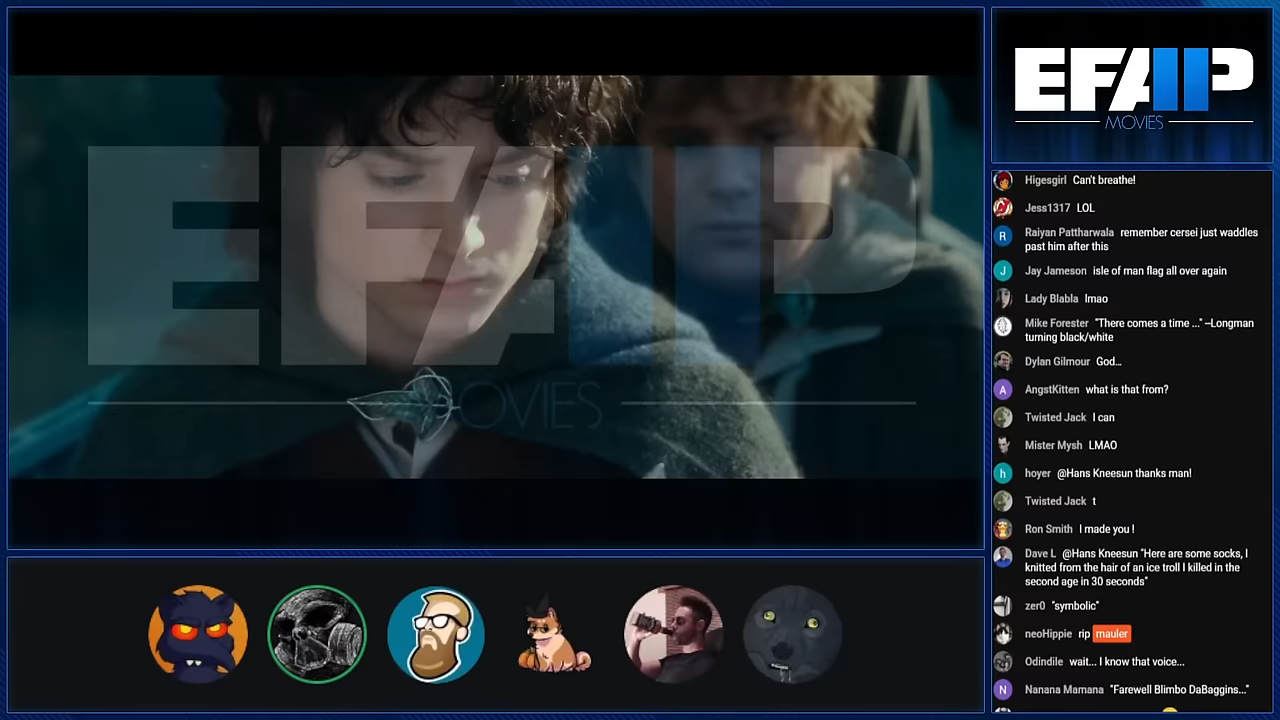 EFAP
MOVIES
EFAP
MOVIES
Higesgirl Can't breathe!
Jess1317 LOL
R
Raiyan Pattharwala remember cersei just waddles
past him after this
J
Jay Jameson isle of man flag all over again
Lady Blabla lmao
Mike Forester "There comes a time ..." –Longman
turning black/white
Dylan Gilmour God...
A
AngstKitten what is that from?
Twisted Jack I can
Mister Mysh LMAO
h
hoyer @Hans Kneesun thanks man!
Twisted Jack t
Ron Smith I made you !
Dave L @Hans Kneesun "Here are some socks, I
knitted from the hair of an ice troll I killed in the
second age in 30 seconds"
zer0 "symbolic"
neoHippie rip mauler
Odindile wait... I know that voice...
N
Nanana Mamana "Farewell Blimbo DaBaggins..."